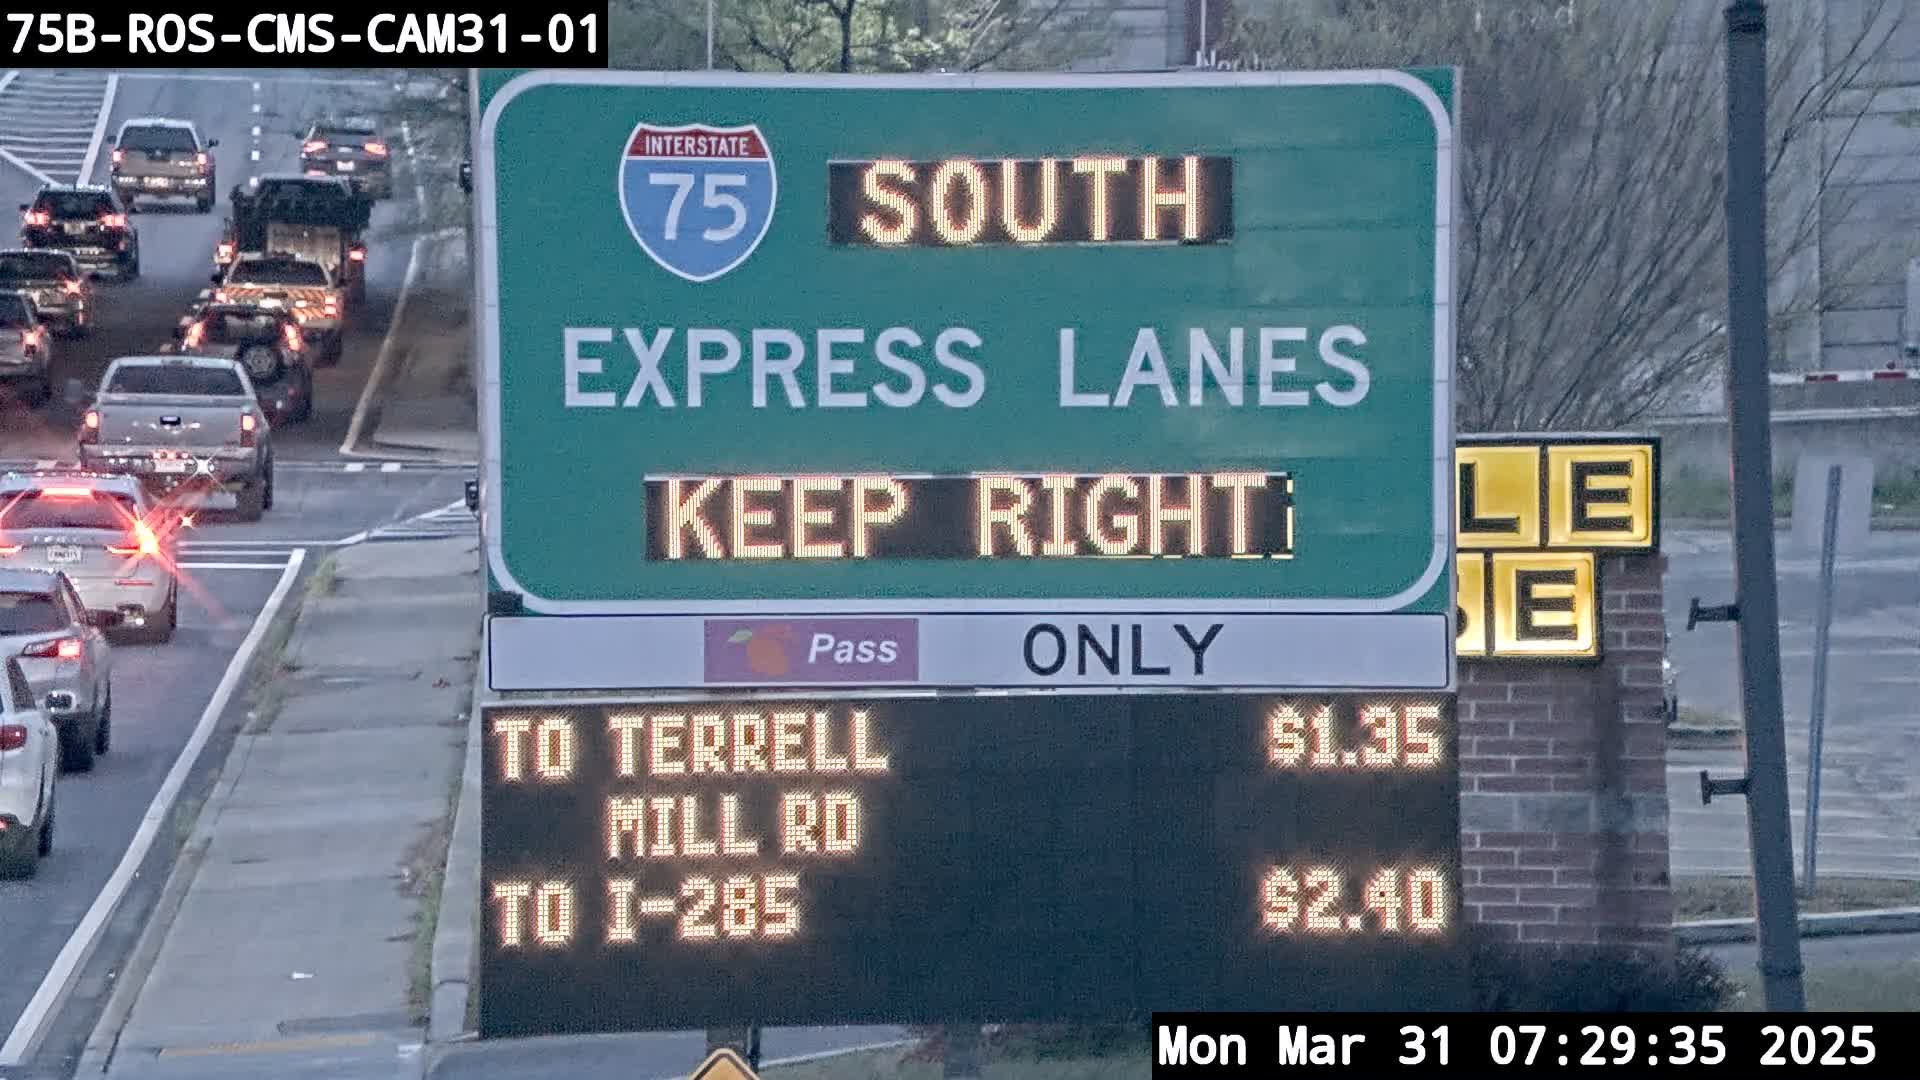 75B-ROS-CMS-CAM31-01
INTERSTATE
75
SOUTH
EXPRESS LANES
KEEP RIGHT
LE
E
Pass ONLY
TO TERRELL $1.35
MILL RD
TO I-285 $2.40
Mon Mar 31 07:29:35 2025